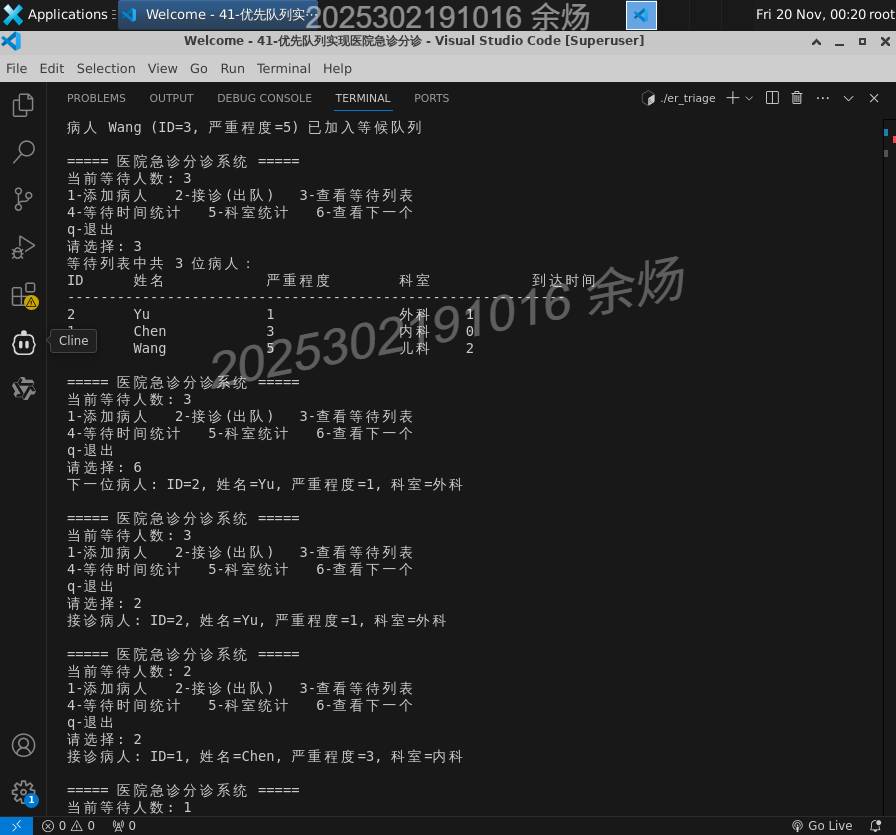 Applications
Welcome - 41-优先队列实…
2025302191016 余炀
Fri 20 Nov, 00:20 root
Welcome - 41-优先队列实现医院急诊分诊 - Visual Studio Code [Superuser]
File Edit Selection View Go Run Terminal Help
PROBLEMS OUTPUT DEBUG CONSOLE TERMINAL PORTS
./er_triage
病人 Wang (ID=3, 严重程度=5) 已加入等候队列
===== 医院急诊分诊系统 =====
当前等待人数: 3
1-添加病人 2-接诊(出队) 3-查看等待列表
4-等待时间统计 5-科室统计 6-查看下一个
q-退出
请选择: 3
等待列表中共 3 位病人:
ID 姓名 严重程度 科室 到达时间
------------------------------------------------------------
2 Yu 1 外科 1
1 Chen 3 内科 0
Wang 5 儿科 2
Cline
2025302191016 余炀
===== 医院急诊分诊系统 =====
当前等待人数: 3
1-添加病人 2-接诊(出队) 3-查看等待列表
4-等待时间统计 5-科室统计 6-查看下一个
q-退出
请选择: 6
下一位病人: ID=2, 姓名=Yu, 严重程度=1, 科室=外科
===== 医院急诊分诊系统 =====
当前等待人数: 3
1-添加病人 2-接诊(出队) 3-查看等待列表
4-等待时间统计 5-科室统计 6-查看下一个
q-退出
请选择: 2
接诊病人: ID=2, 姓名=Yu, 严重程度=1, 科室=外科
===== 医院急诊分诊系统 =====
当前等待人数: 2
1-添加病人 2-接诊(出队) 3-查看等待列表
4-等待时间统计 5-科室统计 6-查看下一个
q-退出
请选择: 2
接诊病人: ID=1, 姓名=Chen, 严重程度=3, 科室=内科
===== 医院急诊分诊系统 =====
当前等待人数: 1
1
0 0 0
Go Live